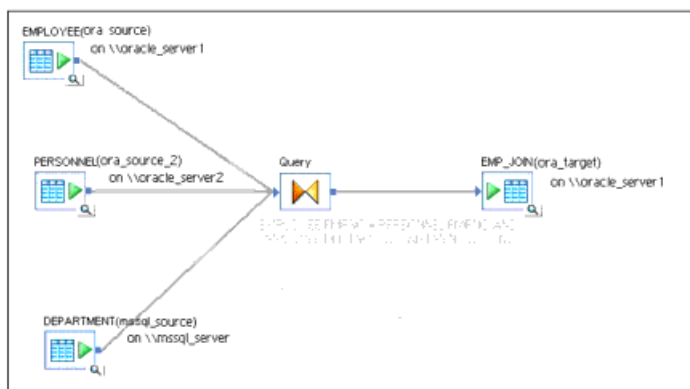 EMPLOYEE(ora_source)
on \\oracle_server1
PERSONNEL(ora_source_2)
on \\oracle_server2
Query
EMP_JOIN(ora_target)
on \\oracle_server1
DEPARTMENT(mssql_source)
on \\mssql_server